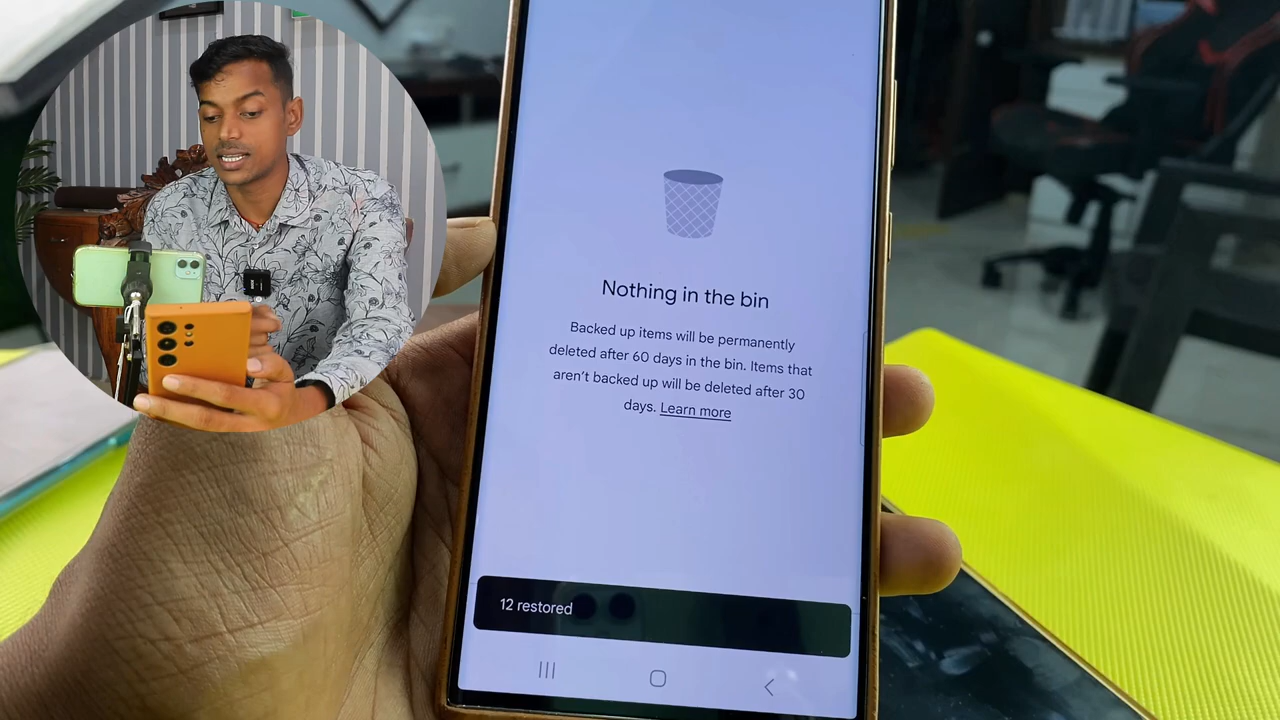 Nothing in the bin
Backed up items will be permanently
deleted after 60 days in the bin. Items that
aren’t backed up will be deleted after 30
days. Learn more
12 restored